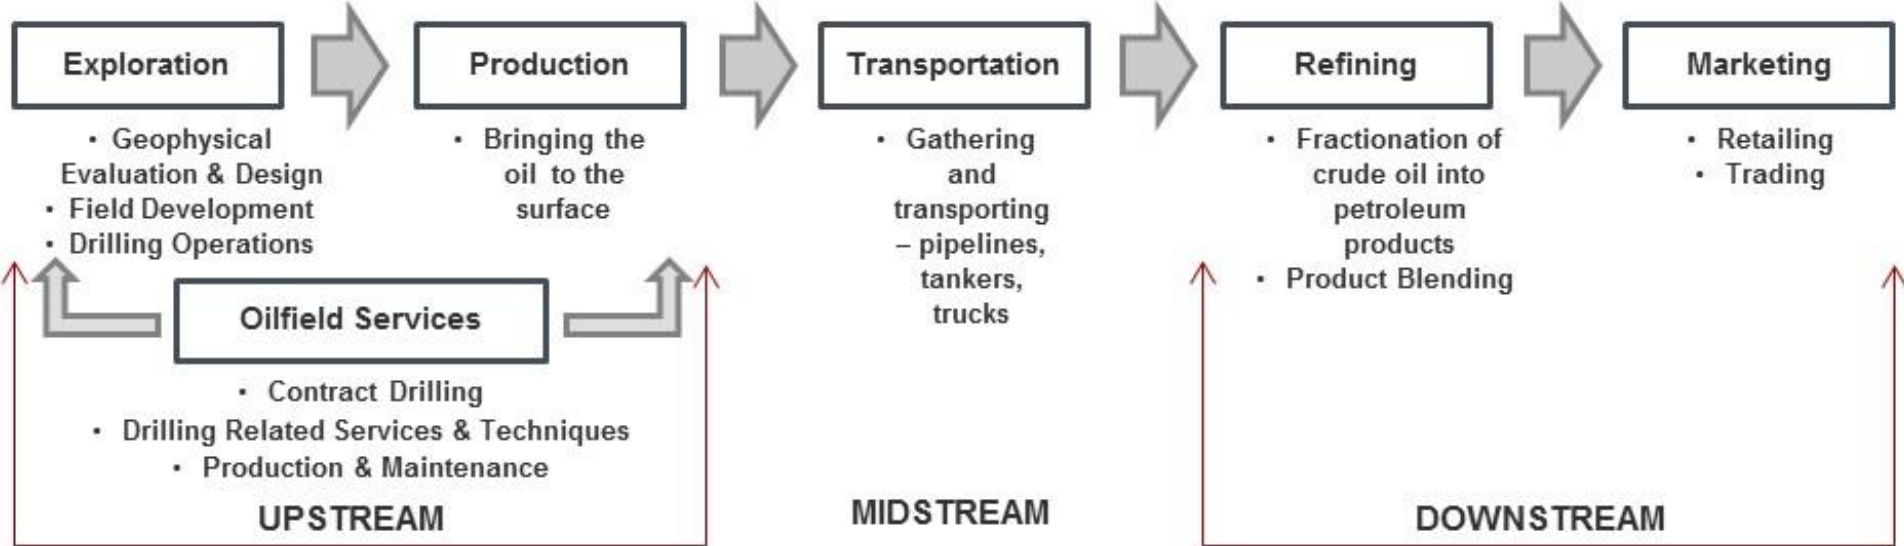 Exploration
Production
Transportation
Refining
Marketing
• Geophysical
Evaluation & Design
• Field Development
• Drilling Operations
• Bringing the
oil to the
surface
• Gathering
and
transporting
– pipelines,
tankers,
trucks
• Fractionation of
crude oil into
petroleum
products
• Product Blending
• Retailing
• Trading
Oilfield Services
• Contract Drilling
• Drilling Related Services & Techniques
• Production & Maintenance
UPSTREAM
MIDSTREAM
DOWNSTREAM